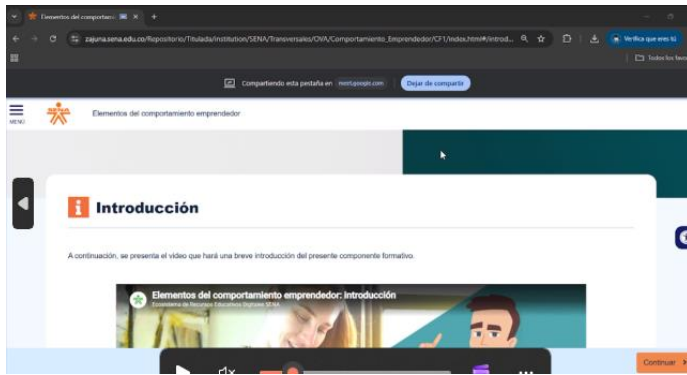 Elementos del comportami
zajuna.sena.edu.co/Repositorio/Titulada/institution/SENA/Transversales/OVA/Comportamiento_Emprendedor/CF1/index.html#/introd...
Verifica que eres tú
Todos los favo
Compartiendo esta pestaña en meet.google.com
Dejar de compartir
MENÚ
SENA
Elementos del comportamiento emprendedor
i Introducción
A continuación, se presenta el video que hará una breve introducción del presente componente formativo.
Elementos del comportamiento emprendedor: Introducción
Ecosistema de Recursos Educativos Digitales SENA
Continuar